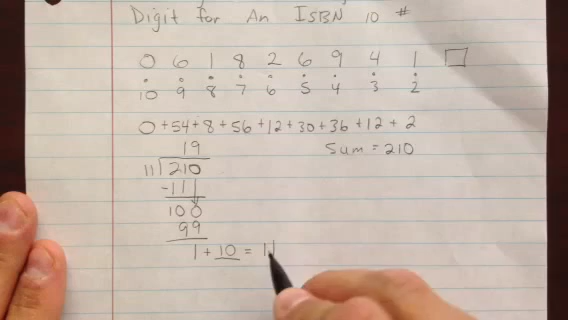 Digit for An ISBN 10 #
0 6 1 8 2 6 9 4 1 □
10 9 8 7 6 5 4 3 2
0+54+8+56+12+30+36+12+2
19 Sum = 210
11 210
-11
100
99
1 + 10 = 11